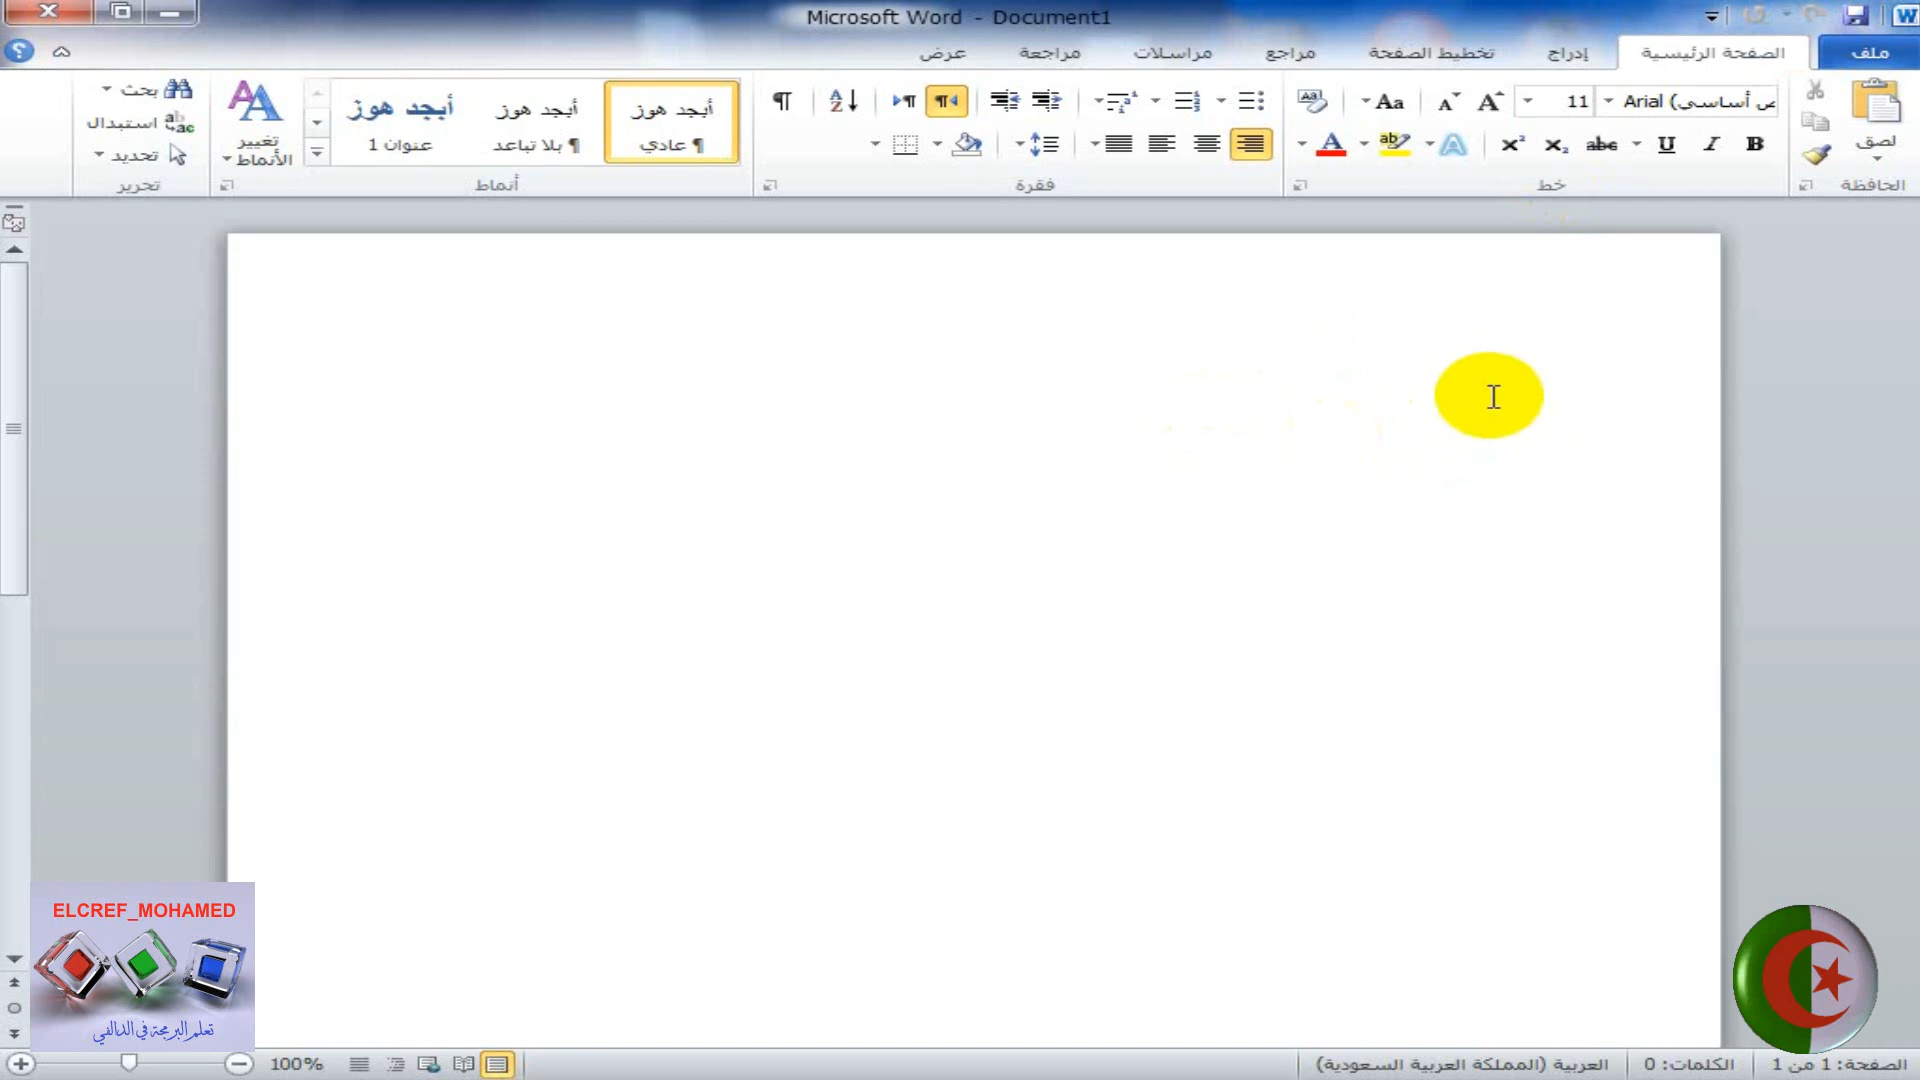 Microsoft Word - Document1
ملف
الصفحة الرئيسية
إدراج
تخطيط الصفحة
مراجع
مراسلات
مراجعة
عرض
لصق
الحافظة
Arial (س أساسي
11
Aa
خط
فقرة
أبجد هوز
¶ عادي
أبجد هوز
¶ بلا تباعد
أبجد هوز
عنوان 1
تغيير
الأنماط
أنماط
بحث
استبدال
تحديد
تحرير
ELCREF_MOHAMED
تعلم البرمجة في الدالفي
الصفحة: 1 من 1
الكلمات: 0
العربية (المملكة العربية السعودية)
100%